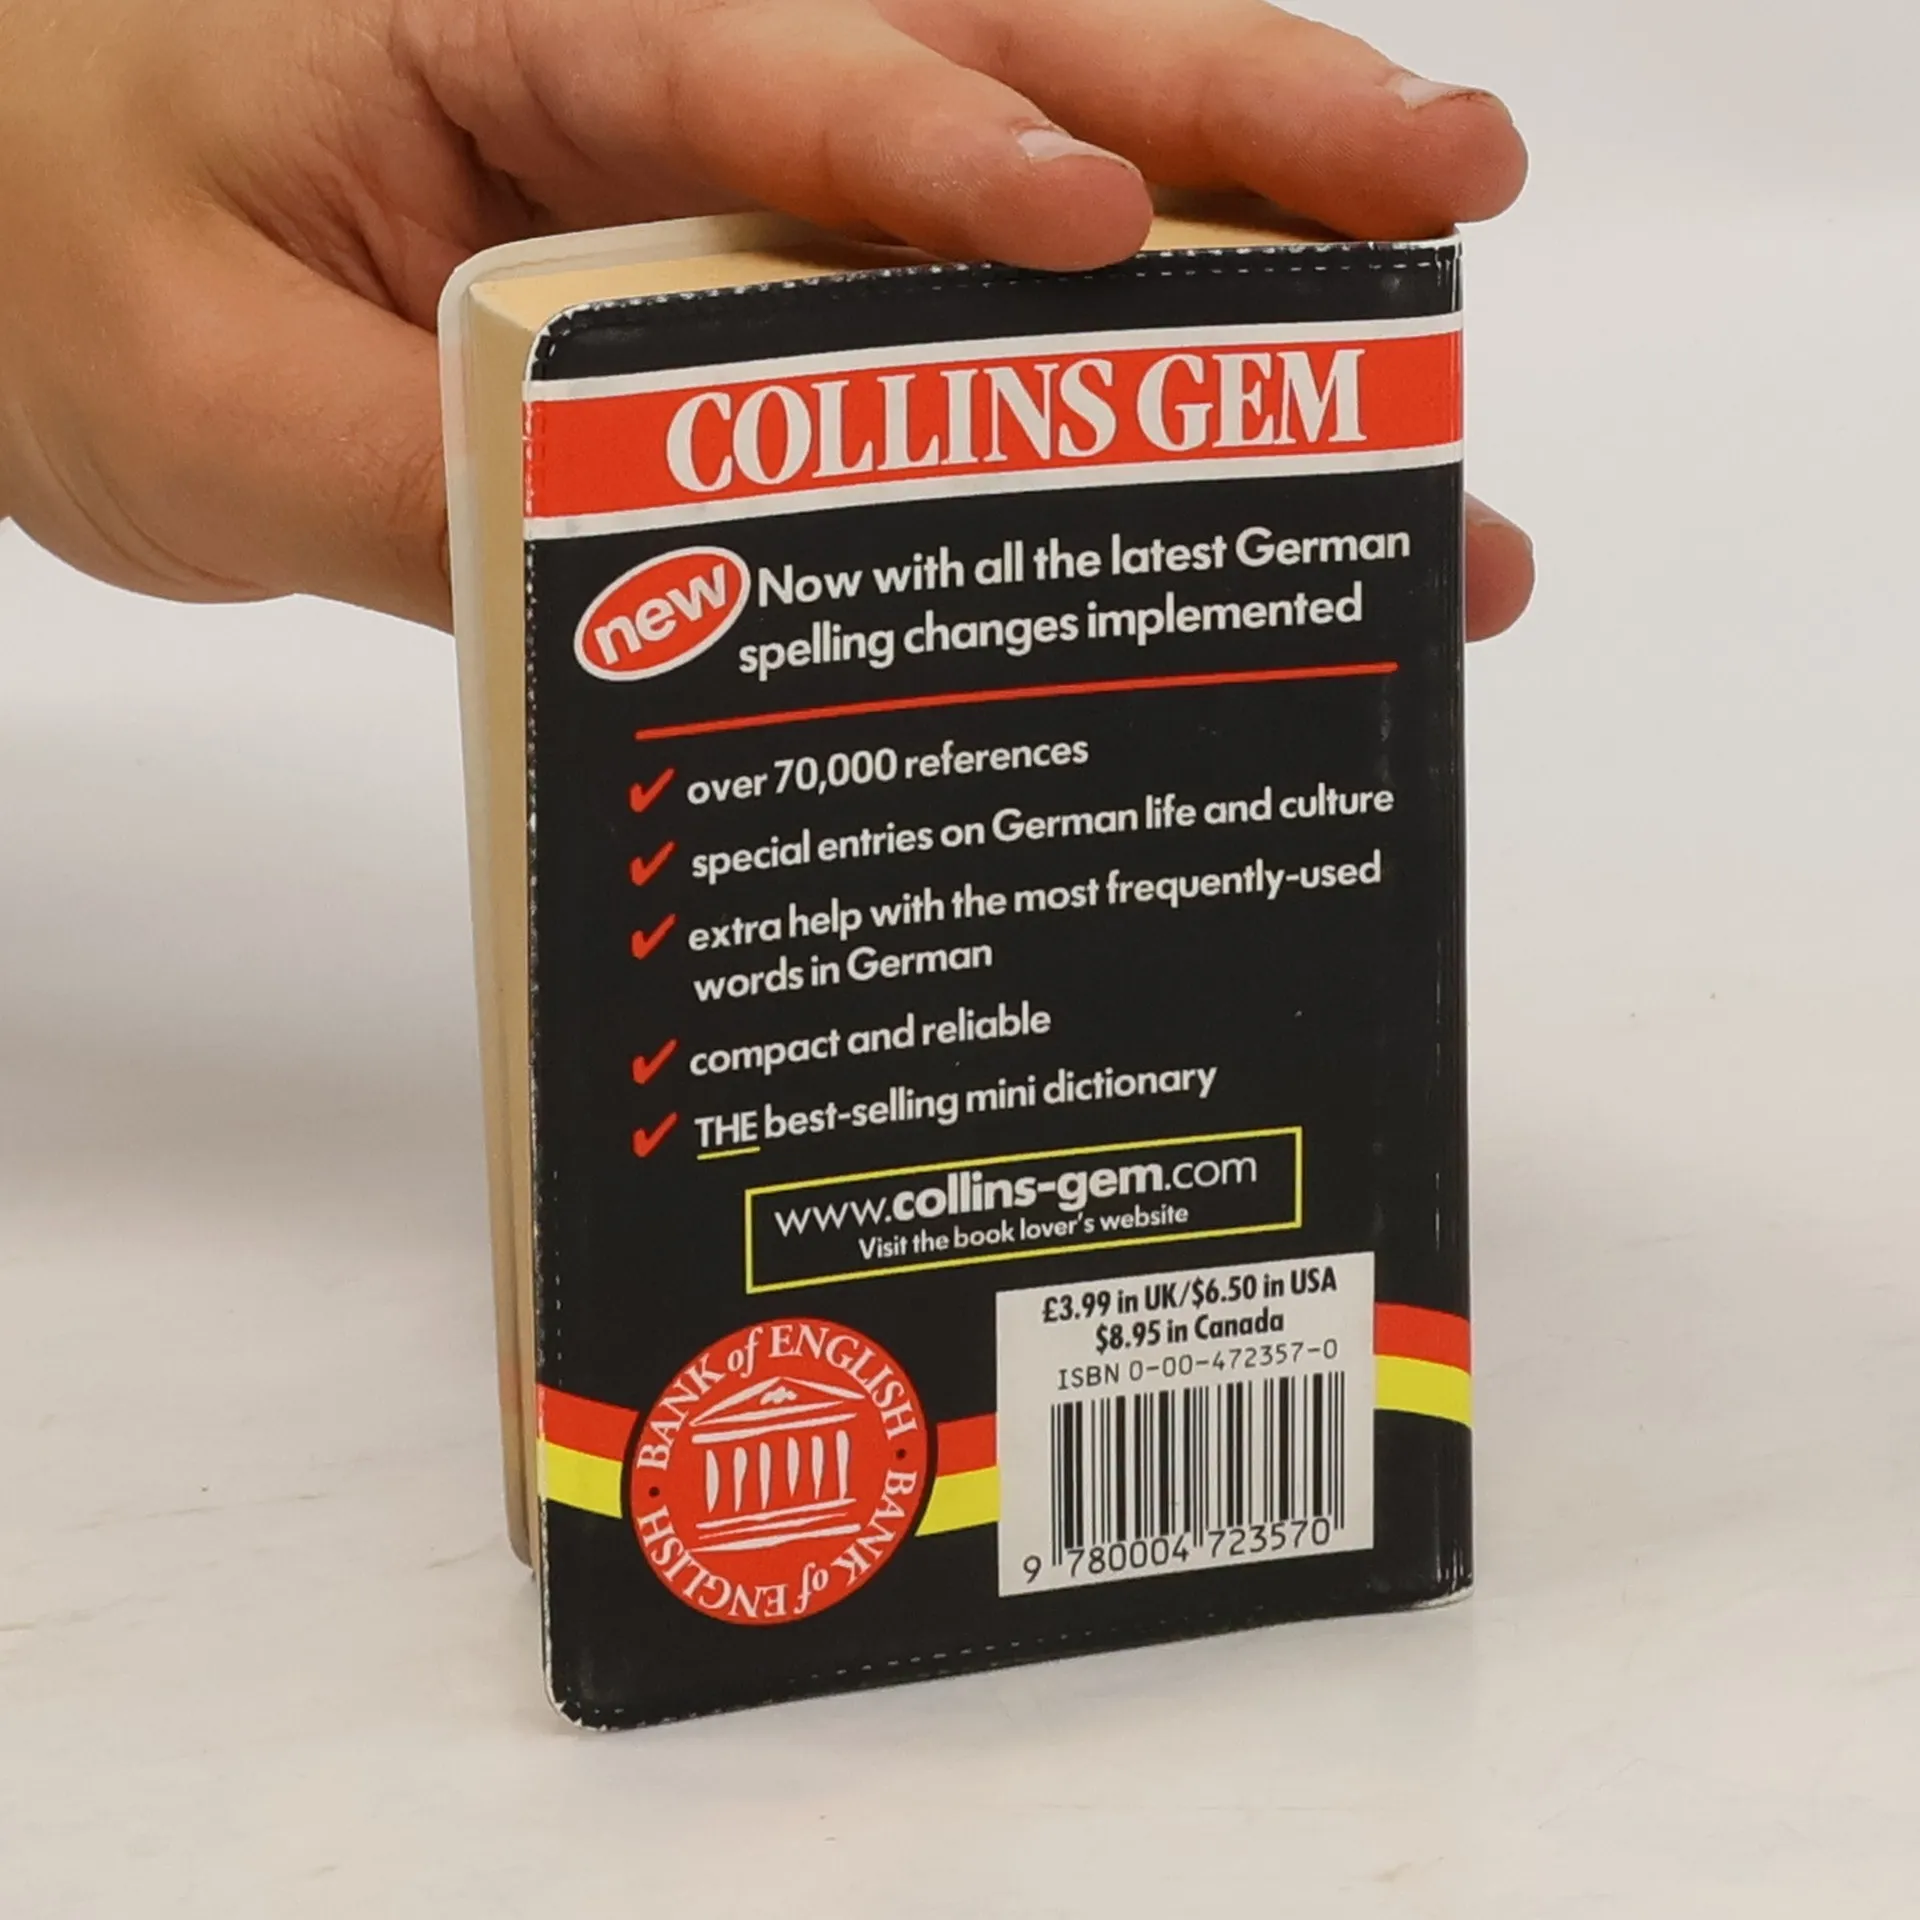 COLLINS GEM
new Now with all the latest German
spelling changes implemented
over 70,000 references
special entries on German life and culture
extra help with the most frequently-used
words in German
compact and reliable
THE best-selling mini dictionary
www.collins-gem.com
Visit the book lover's website
£3.99 in UK/$6.50 in USA
$8.95 in Canada
ISBN 0-00-472357-0
9 780004 723570
BANK of ENGLISH · BANK of ENGLISH ·